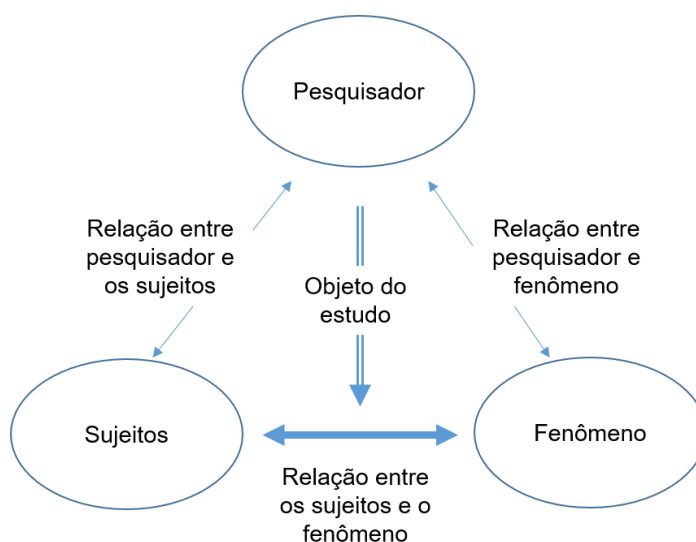 Pesquisador
Relação entre
pesquisador e
os sujeitos
Objeto do
estudo
Relação entre
pesquisador e
fenômeno
Sujeitos
Relação entre
os sujeitos e o
fenômeno
Fenômeno